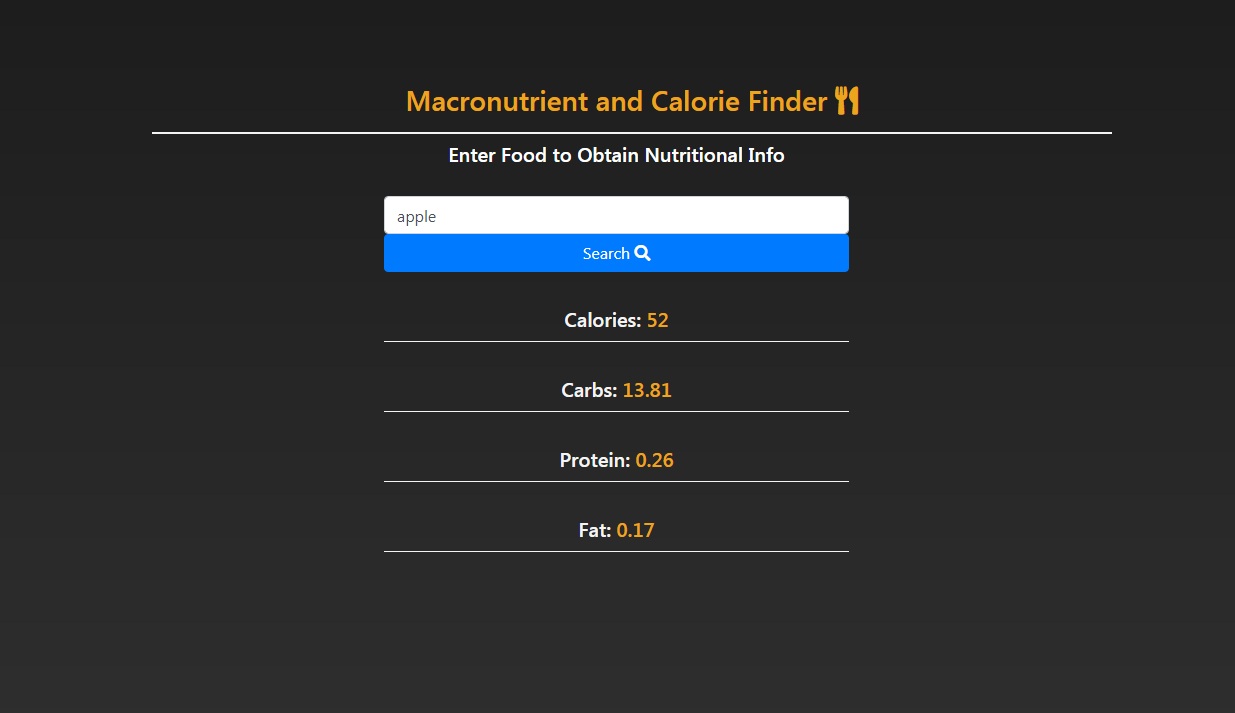 Macronutrient and Calorie Finder
Enter Food to Obtain Nutritional Info
apple
Search
Calories: 52
Carbs: 13.81
Protein: 0.26
Fat: 0.17